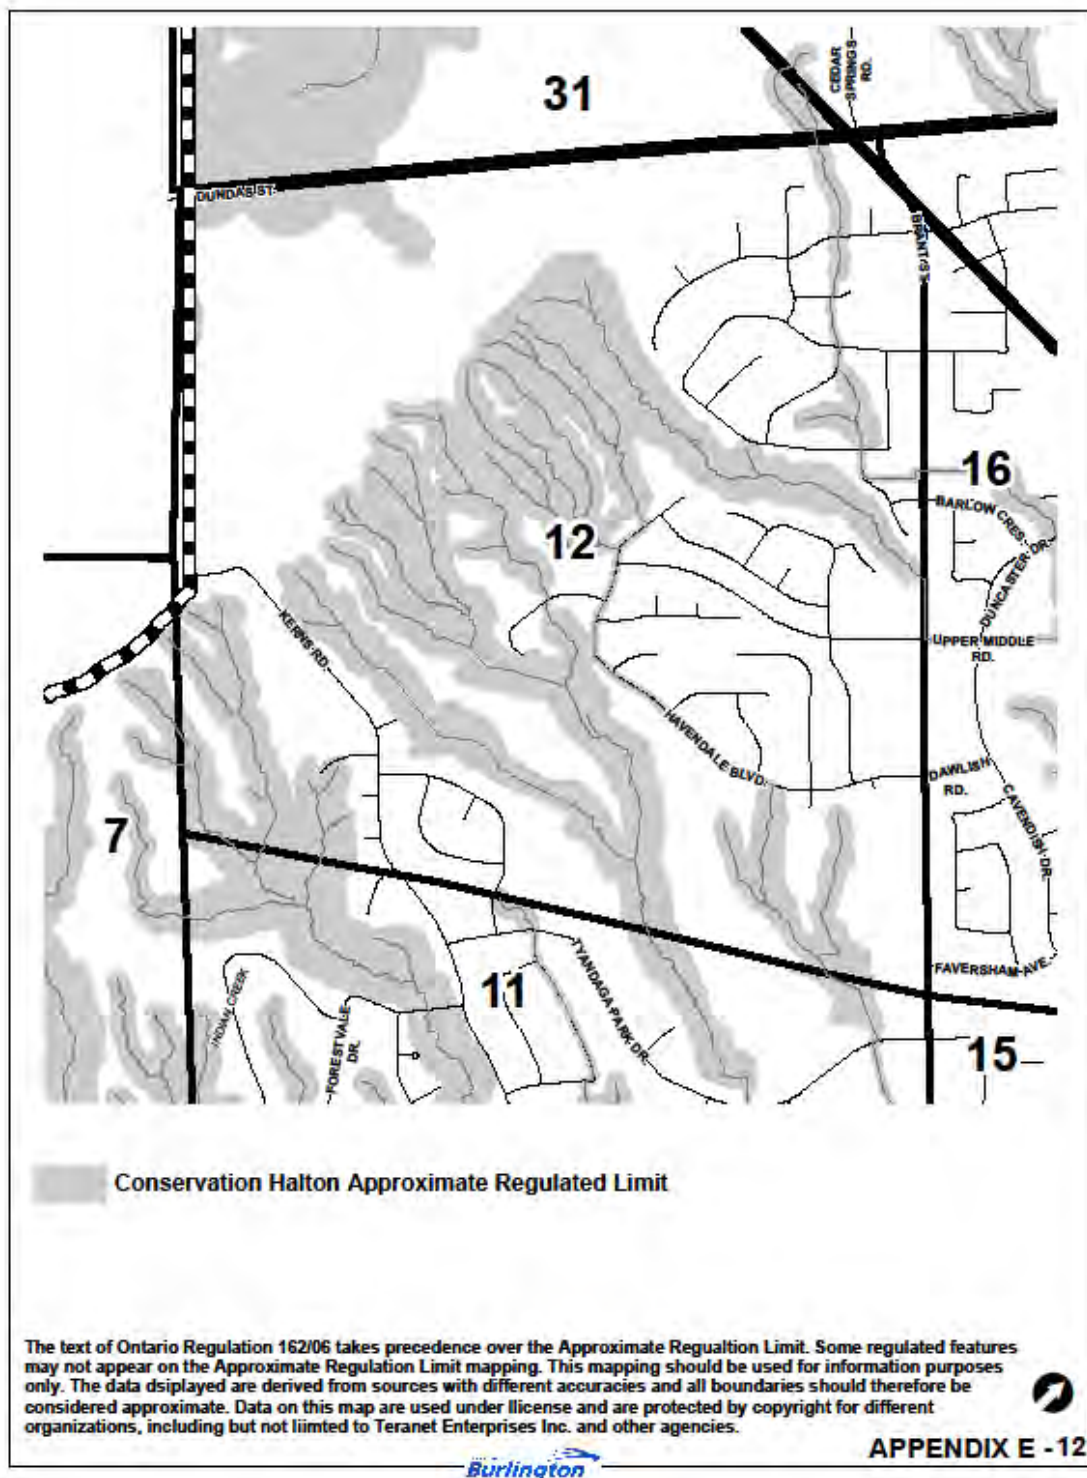 31
CEDAR
SPRINGS
RD.
DUNDAS ST.
BRANT ST.
16
BARLOW CRES.
12
DUNCASTER DR.
KERNS RD.
UPPER MIDDLE
RD.
HAVENDALE BLVD.
DAWLISH
RD.
CAVENDISH DR.
7
TYANDAGA PARK DR.
FAVERSHAM AVE.
INDIAN CREEK
11
FORESTVALE
DR.
15
Conservation Halton Approximate Regulated Limit
The text of Ontario Regulation 162/06 takes precedence over the Approximate Regualtion Limit. Some regulated features
may not appear on the Approximate Regulation Limit mapping. This mapping should be used for information purposes
only. The data dsiplayed are derived from sources with different accuracies and all boundaries should therefore be
considered approximate. Data on this map are used under llicense and are protected by copyright for different
organizations, including but not liimted to Teranet Enterprises Inc. and other agencies.
APPENDIX E - 12
Burlington